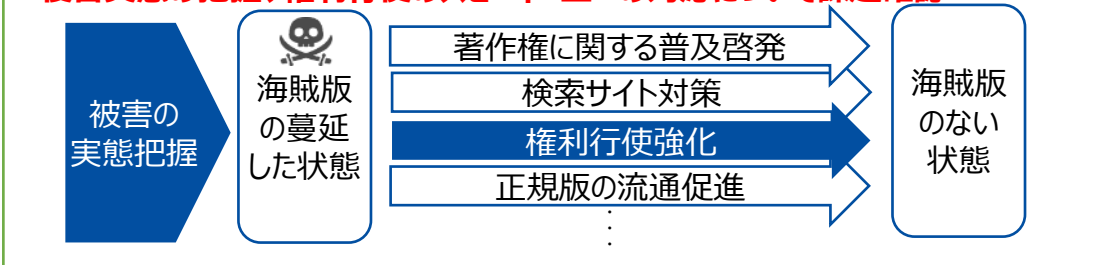 被害の
実態把握
海賊版
の蔓延
した状態
著作権に関する普及啓発
検索サイト対策
権利行使強化
正規版の流通促進
海賊版
のない
状態